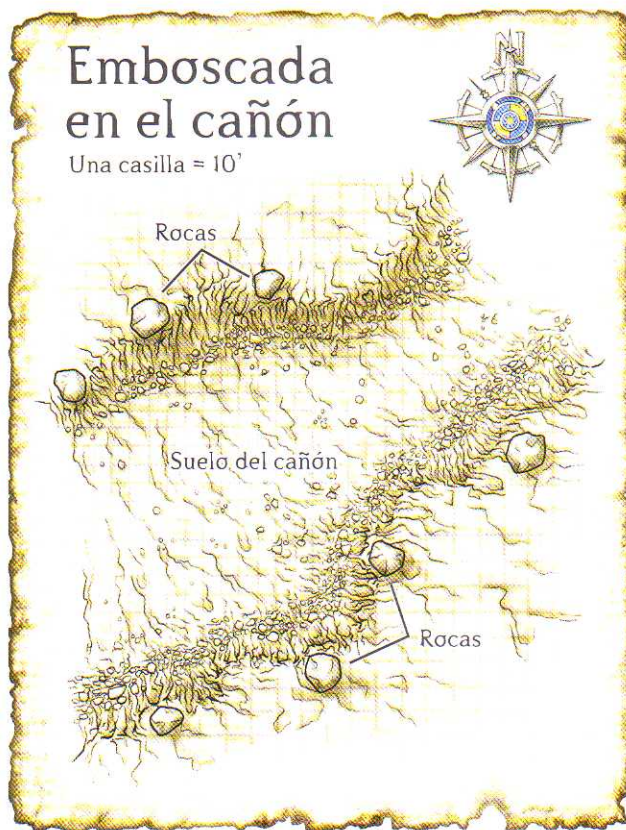 Emboscada
en el cañón
Una casilla = 10'
N
Rocas
Suelo del cañón
Rocas